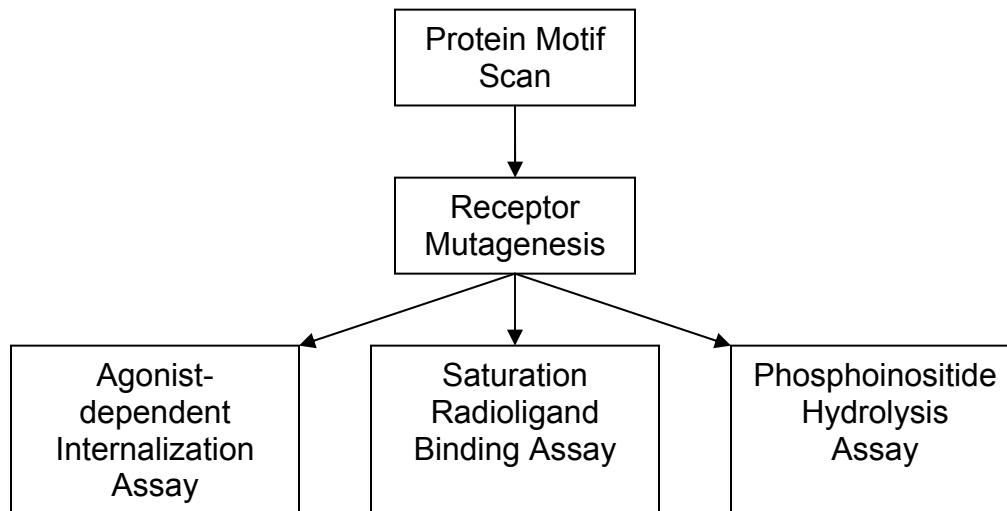 Protein Motif
Scan
Receptor
Mutagenesis
Agonist-
dependent
Internalization
Assay
Saturation
Radioligand
Binding Assay
Phosphoinositide
Hydrolysis
Assay